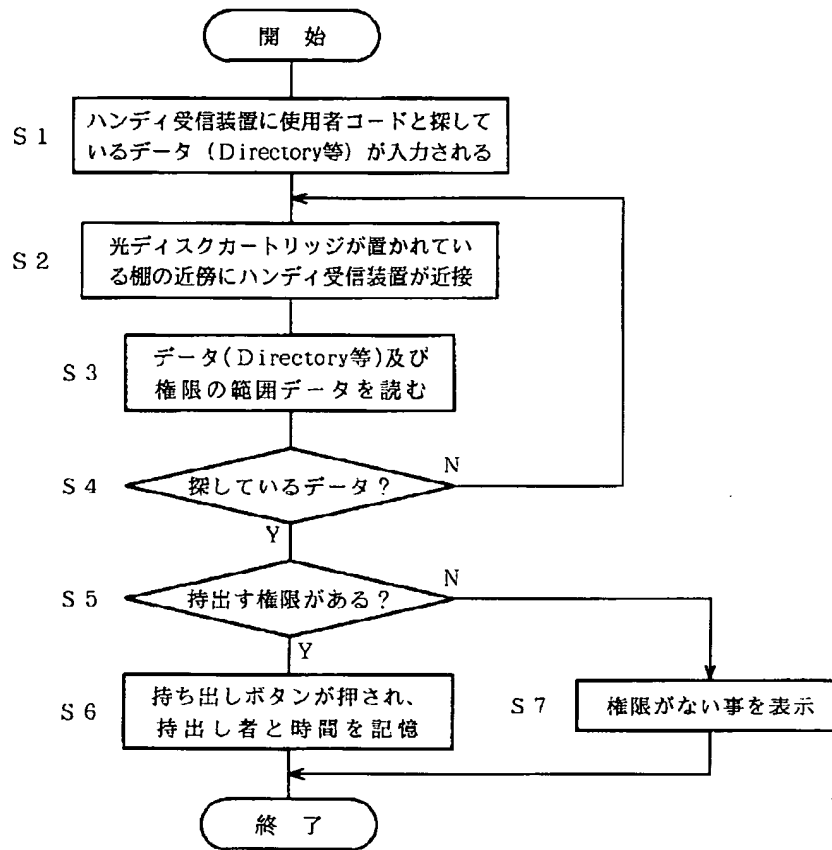 開 始
S1
ハンディ受信装置に使用者コードと探して
いるデータ(Directory等)が入力される
S2
光ディスクカートリッジが置かれてい
る棚の近傍にハンディ受信装置が近接
S3
データ(Directory等)及び
権限の範囲データを読む
S4
探しているデータ?
N
Y
S5
持出す権限がある?
N
Y
S6
持ち出しボタンが押され、
持出し者と時間を記憶
S7
権限がない事を表示
終 了